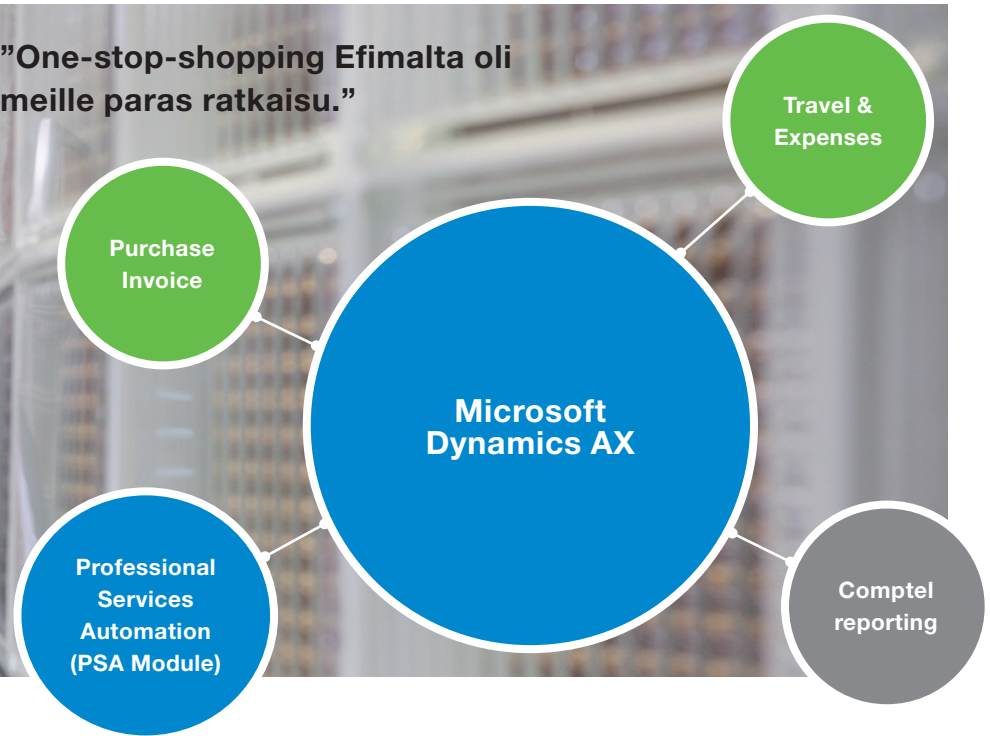 ”One-stop-shopping Efimalta oli
meille paras ratkaisu.”
Travel &
Expenses
Purchase
Invoice
Microsoft
Dynamics AX
Professional
Services
Automation
(PSA Module)
Comptel
reporting